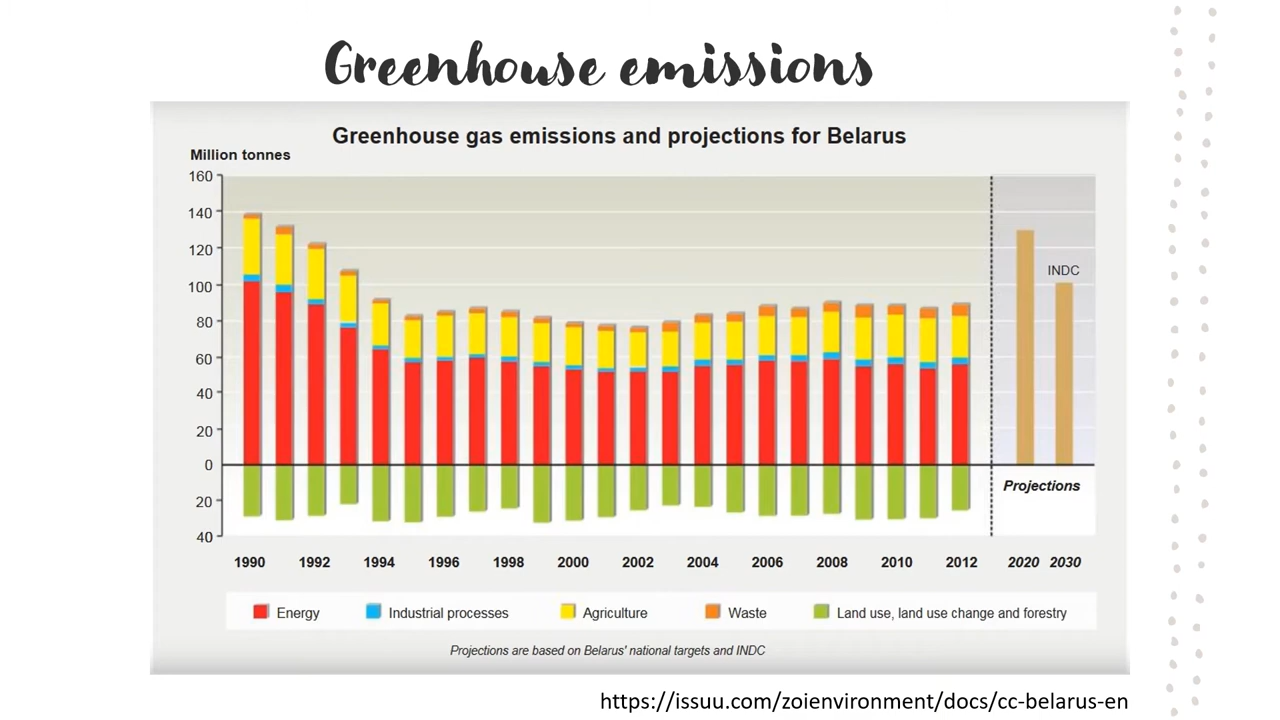 Greenhouse emissions
Greenhouse gas emissions and projections for Belarus
Million tonnes
160
140
120
100
80
60
40
20
0
20
40
INDC
Projections
1990 1992 1994 1996 1998 2000 2002 2004 2006 2008 2010 2012 2020 2030
Energy Industrial processes Agriculture Waste Land use, land use change and forestry
Projections are based on Belarus' national targets and INDC
https://issuu.com/zoienvironment/docs/cc-belarus-en